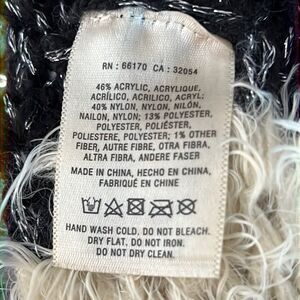 RN : 66170 CA : 32054
46% ACRYLIC, ACRYLIQUE,
ACRÍLICO, ACRILICO, ACRYL;
40% NYLON, NYLON, NILÓN,
NAILON, NYLON; 13% POLYESTER,
POLYESTER, POLIÉSTER,
POLIESTERE, POLYESTER; 1% OTHER
FIBER, AUTRE FIBRE, OTRA FIBRA,
ALTRA FIBRA, ANDERE FASER
MADE IN CHINA, HECHO EN CHINA,
FABRIQUÉ EN CHINE
HAND WASH COLD. DO NOT BLEACH.
DRY FLAT, DO NOT IRON.
DO NOT DRY CLEAN.